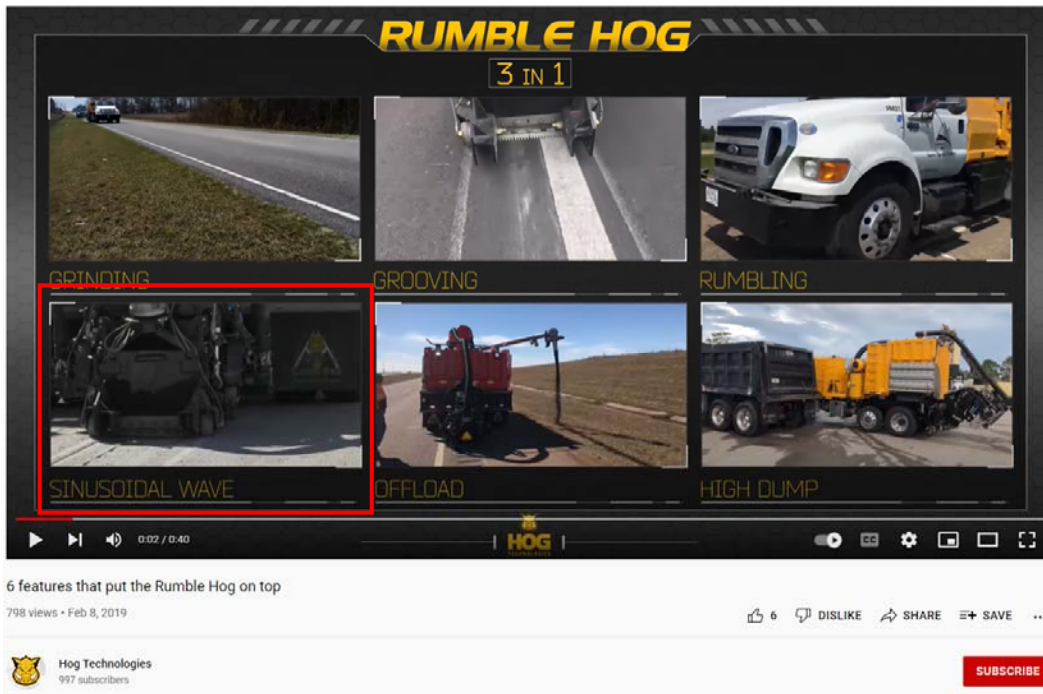 RUMBLE HOG
3 IN 1
GRINDING
GROOVING
RUMBLING
SINUSOIDAL WAVE
OFFLOAD
HIGH DUMP
0:02 / 0:40
HOG
TECHNOLOGIES
CC
6 features that put the Rumble Hog on top
798 views • Feb 8, 2019
6
DISLIKE
SHARE
SAVE
Hog Technologies
997 subscribers
SUBSCRIBE